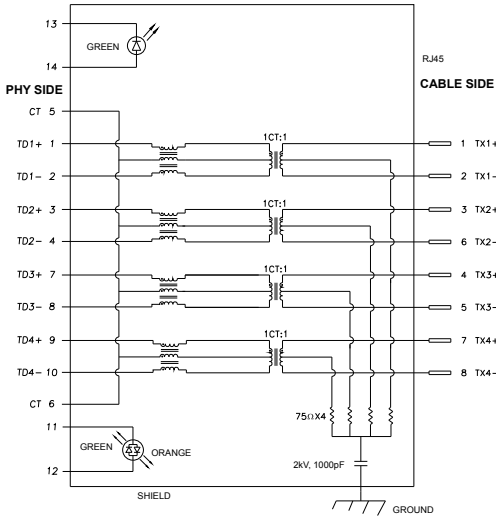 13
GREEN
14
RJ45
PHY SIDE
CABLE SIDE
CT 5
1CT:1
TD1+ 1
1 TX1+
TD1- 2
2 TX1-
1CT:1
TD2+ 3
3 TX2+
TD2- 4
6 TX2-
1CT:1
TD3+ 7
4 TX3+
TD3- 8
5 TX3-
1CT:1
TD4+ 9
7 TX4+
TD4- 10
8 TX4-
CT 6
75ΩX4
11
GREEN
ORANGE
12
2kV, 1000pF
SHIELD
GROUND